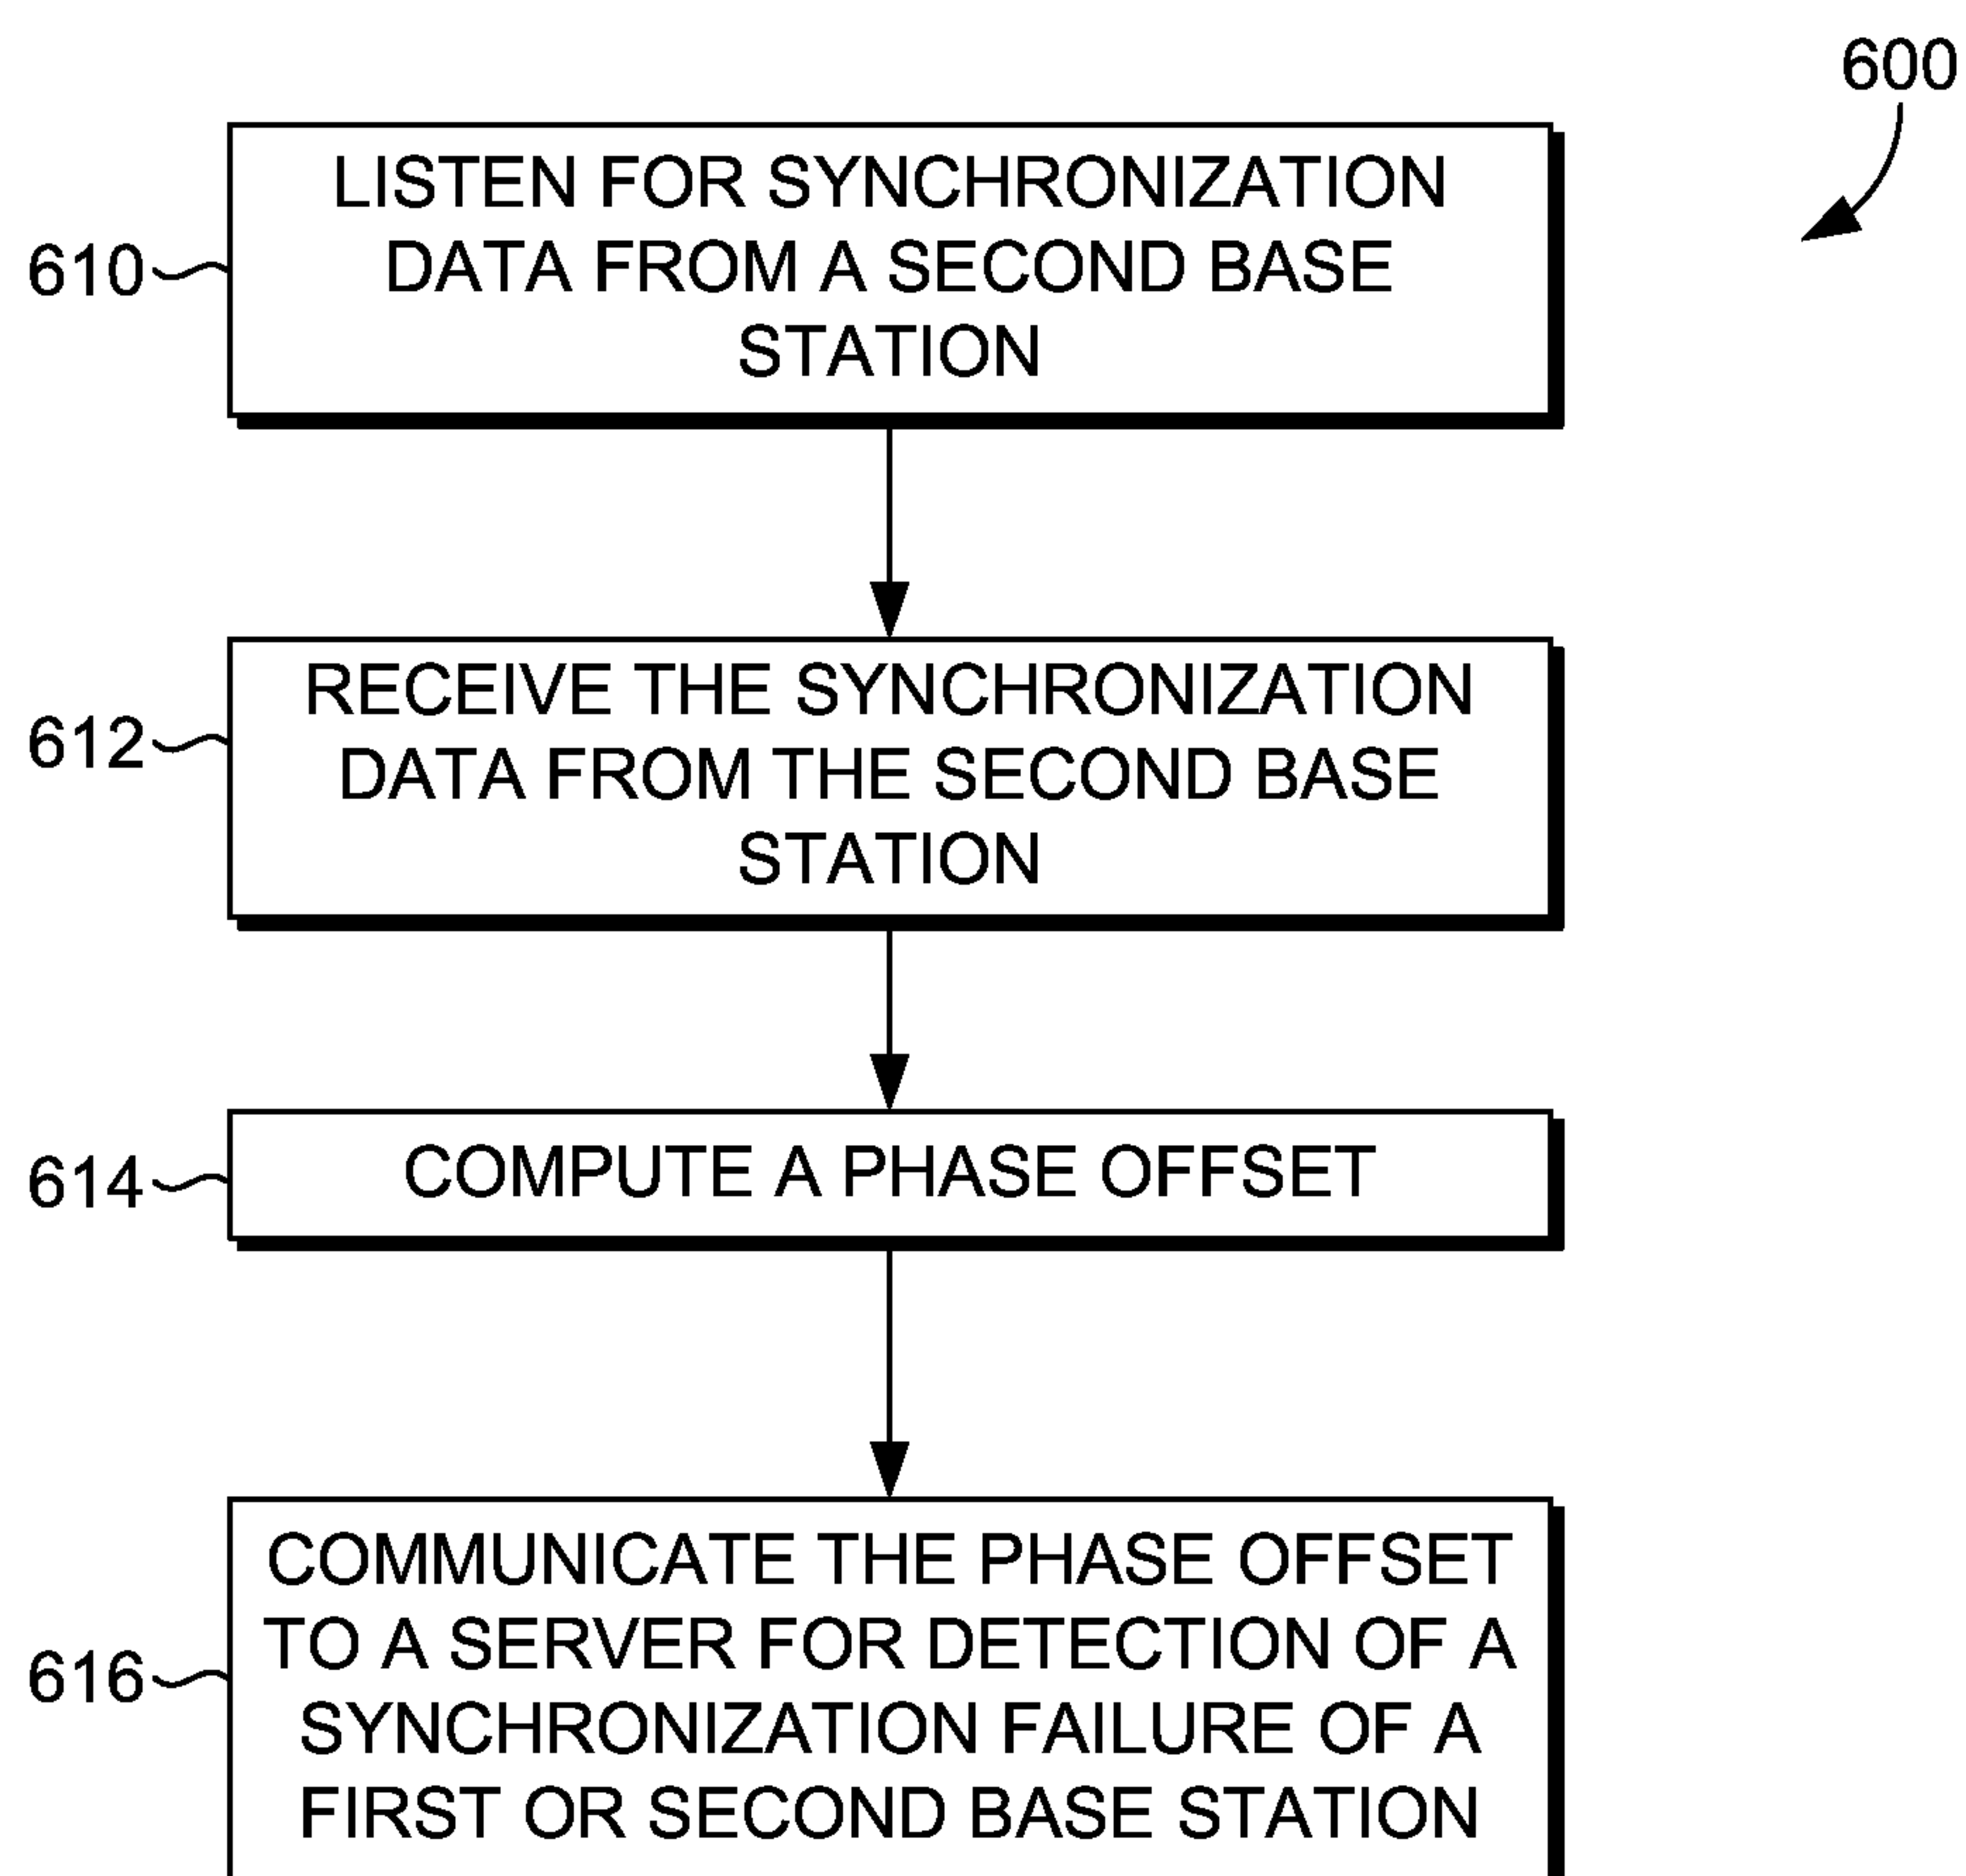 600
LISTEN FOR SYNCHRONIZATION
DATA FROM A SECOND BASE
STATION
610
RECEIVE THE SYNCHRONIZATION
DATA FROM THE SECOND BASE
STATION
612
COMPUTE A PHASE OFFSET
614
COMMUNICATE THE PHASE OFFSET
TO A SERVER FOR DETECTION OF A
SYNCHRONIZATION FAILURE OF A
FIRST OR SECOND BASE STATION
616